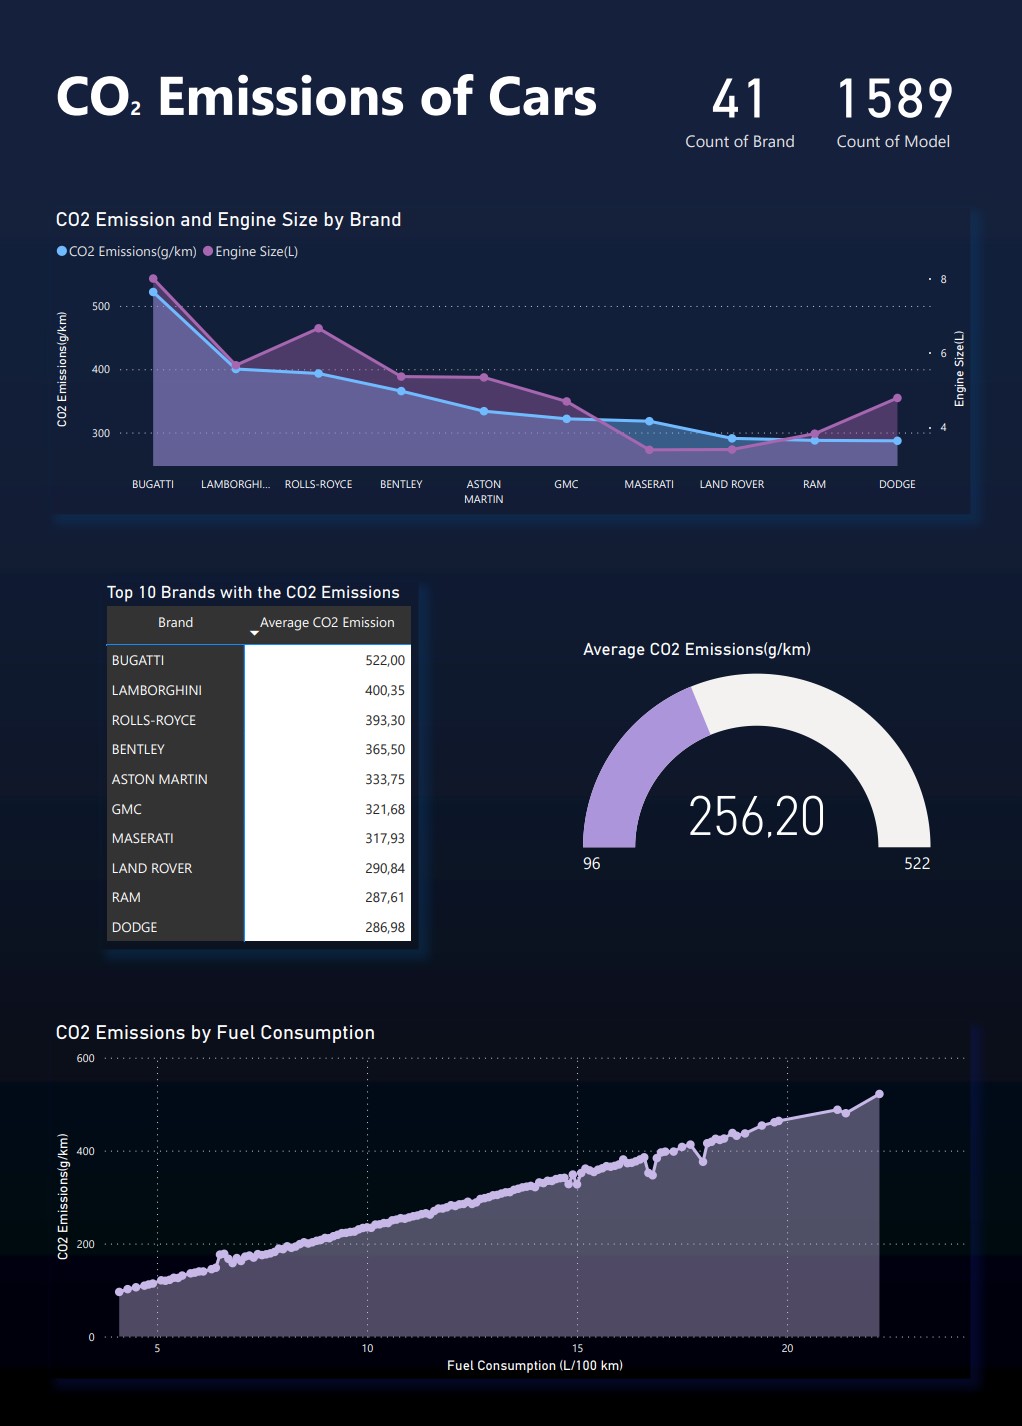 CO₂ Emissions of Cars
41
1589
Count of Brand
Count of Model
CO2 Emission and Engine Size by Brand
CO2 Emissions(g/km) Engine Size(L)
CO2 Emissions(g/km)
500
400
300
8
6
4
Engine Size(L)
BUGATTI LAMBORGHI... ROLLS-ROYCE BENTLEY ASTON MARTIN GMC MASERATI LAND ROVER RAM DODGE
Top 10 Brands with the CO2 Emissions
Brand Average CO2 Emission
BUGATTI 522,00
LAMBORGHINI 400,35
ROLLS-ROYCE 393,30
BENTLEY 365,50
ASTON MARTIN 333,75
GMC 321,68
MASERATI 317,93
LAND ROVER 290,84
RAM 287,61
DODGE 286,98
Average CO2 Emissions(g/km)
256,20
96 522
CO2 Emissions by Fuel Consumption
CO2 Emissions(g/km)
600
400
200
0
5 10 15 20
Fuel Consumption (L/100 km)